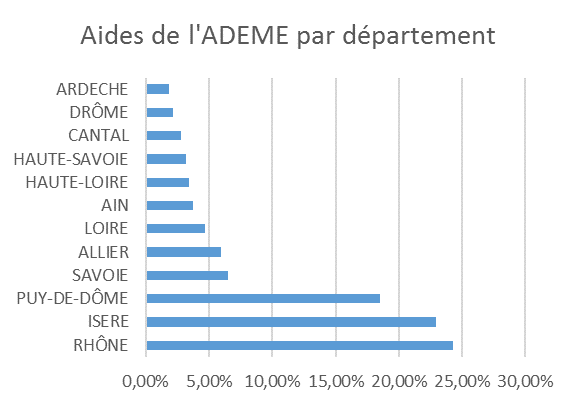 Aides de l'ADEME par département
ARDECHE
DRÔME
CANTAL
HAUTE-SAVOIE
HAUTE-LOIRE
AIN
LOIRE
ALLIER
SAVOIE
PUY-DE-DÔME
ISERE
RHÔNE
0,00% 5,00% 10,00% 15,00% 20,00% 25,00% 30,00%